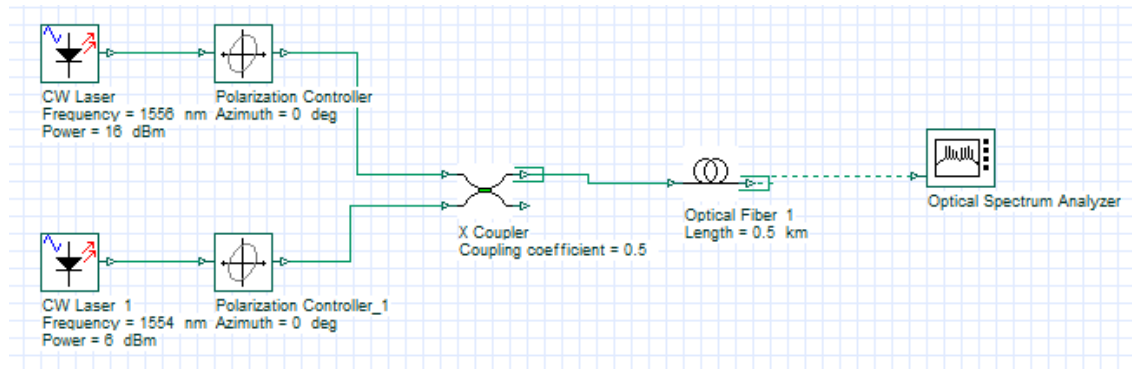 CW Laser
Frequency = 1556 nm
Power = 16 dBm
Polarization Controller
Azimuth = 0 deg
X Coupler
Coupling coefficient = 0.5
Optical Fiber 1
Length = 0.5 km
Optical Spectrum Analyzer
CW Laser 1
Frequency = 1554 nm
Power = 6 dBm
Polarization Controller_1
Azimuth = 0 deg